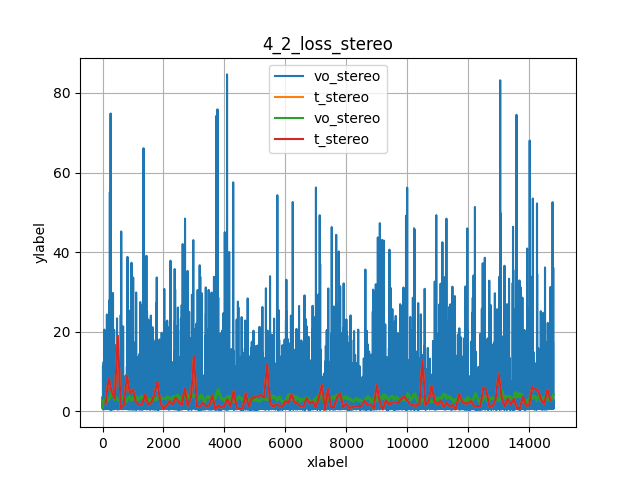 4_2_loss_stereo
vo_stereo
t_stereo
vo_stereo
t_stereo
ylabel
80
60
40
20
0
0 2000 4000 6000 8000 10000 12000 14000
xlabel